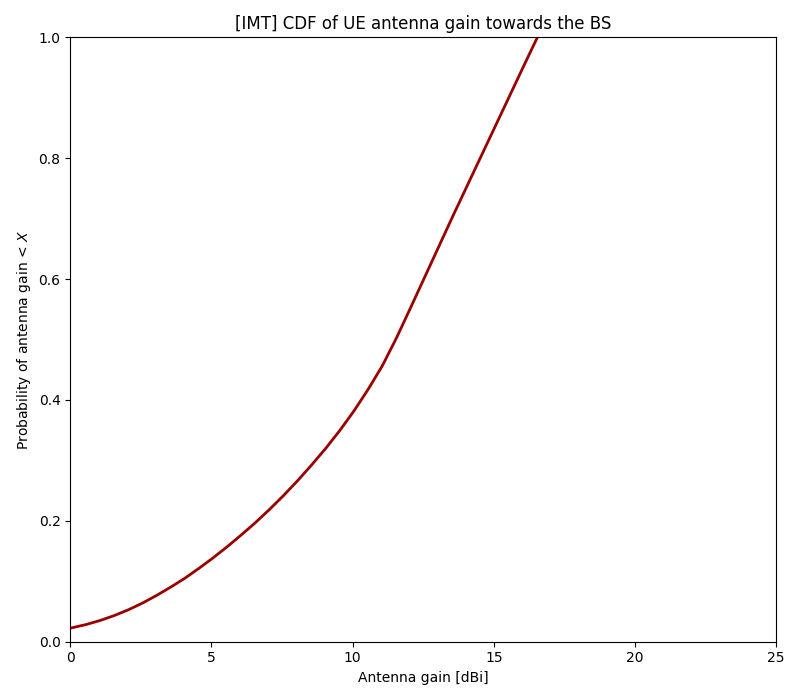 [IMT] CDF of UE antenna gain towards the BS
1.0
0.8
0.6
0.4
0.2
0.0
Probability of antenna gain < X
0 5 10 15 20 25
Antenna gain [dBi]